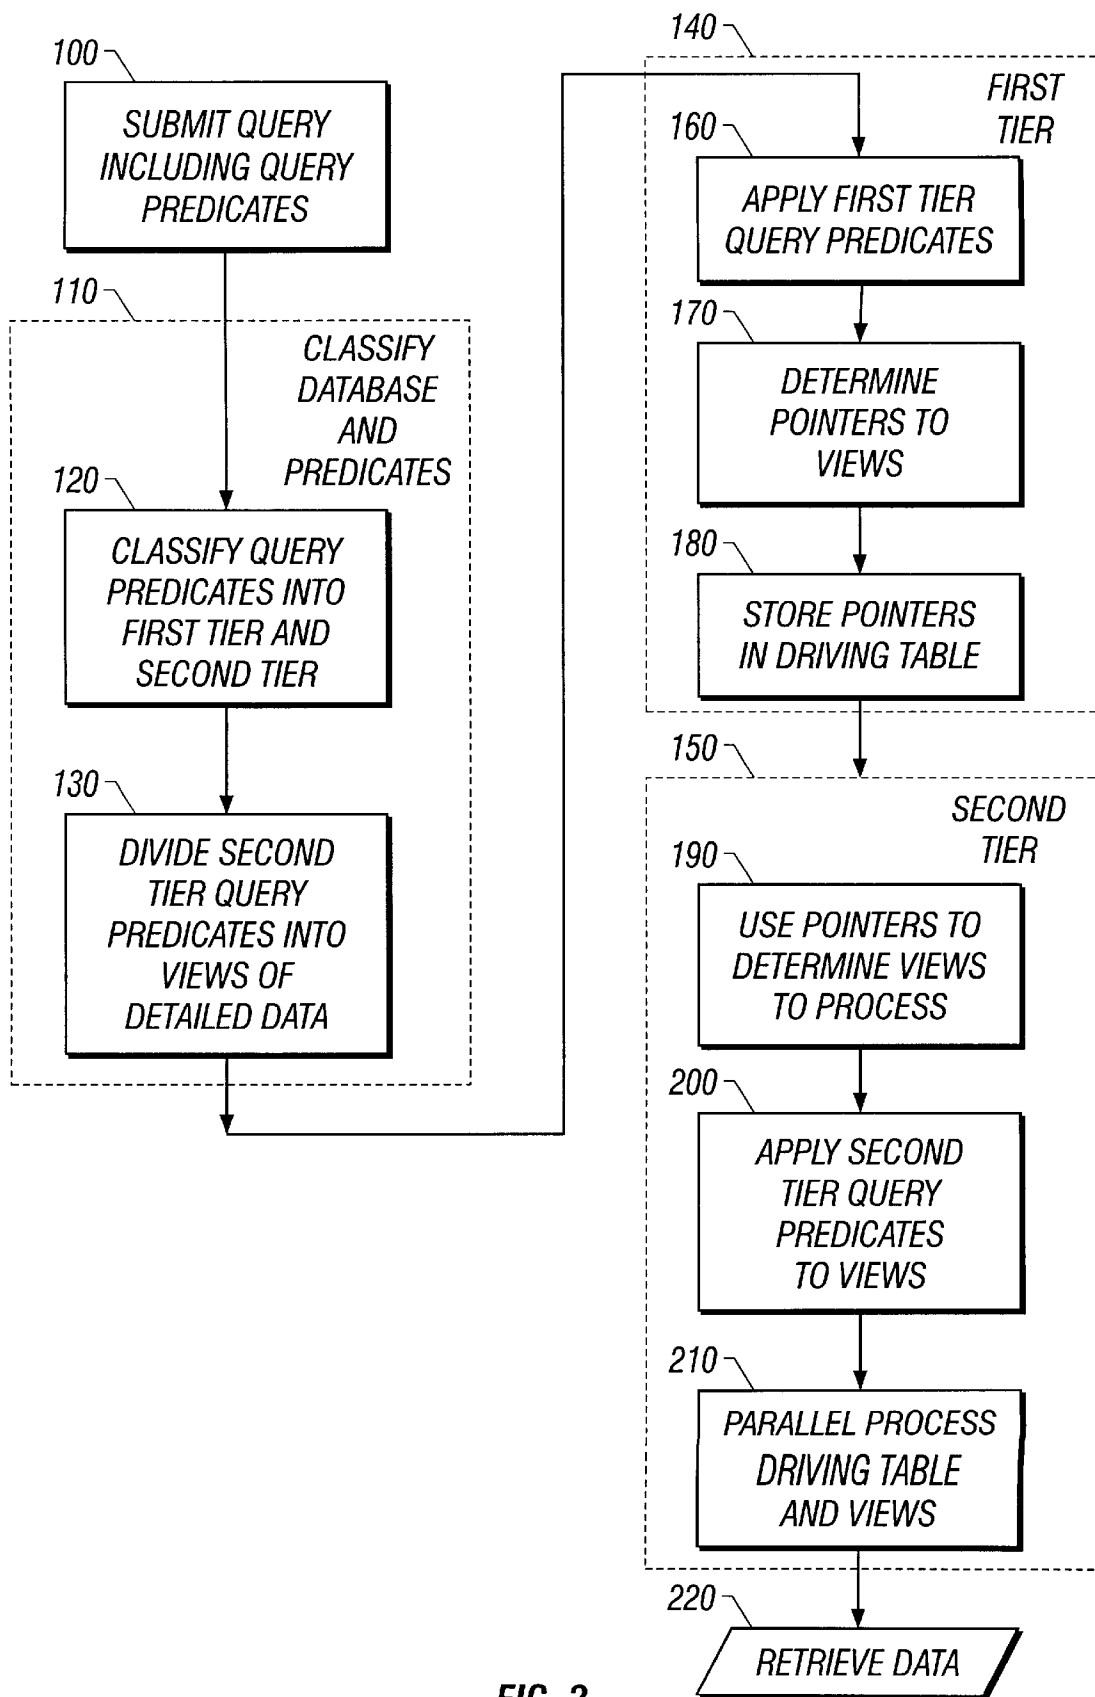 100
SUBMIT QUERY
INCLUDING QUERY
PREDICATES
110
CLASSIFY
DATABASE
AND
PREDICATES
120
CLASSIFY QUERY
PREDICATES INTO
FIRST TIER AND
SECOND TIER
130
DIVIDE SECOND
TIER QUERY
PREDICATES INTO
VIEWS OF
DETAILED DATA
140
FIRST
TIER
160
APPLY FIRST TIER
QUERY PREDICATES
170
DETERMINE
POINTERS TO
VIEWS
180
STORE POINTERS
IN DRIVING TABLE
150
SECOND
TIER
190
USE POINTERS TO
DETERMINE VIEWS
TO PROCESS
200
APPLY SECOND
TIER QUERY
PREDICATES
TO VIEWS
210
PARALLEL PROCESS
DRIVING TABLE
AND VIEWS
220
RETRIEVE DATA